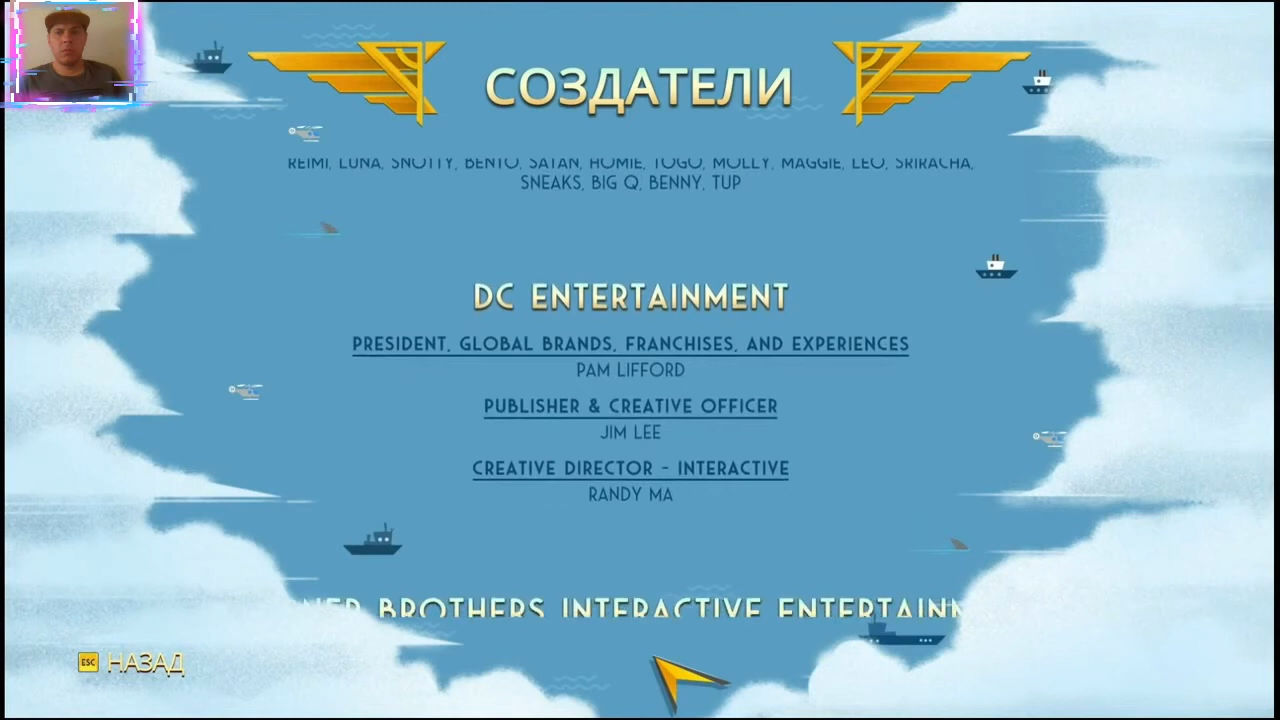 СОЗДАТЕЛИ
REIMI, LUNA, SNOTTY, BENTO, SATAN, HOMIE, TOGO, MOLLY, MAGGIE, LEO, SRIRACHA,
SNEAKS, BIG Q, BENNY, TUP
DC ENTERTAINMENT
PRESIDENT, GLOBAL BRANDS, FRANCHISES, AND EXPERIENCES
PAM LIFFORD
PUBLISHER & CREATIVE OFFICER
JIM LEE
CREATIVE DIRECTOR - INTERACTIVE
RANDY MA
BROTHERS INTERACTIVE
ESC НАЗАД